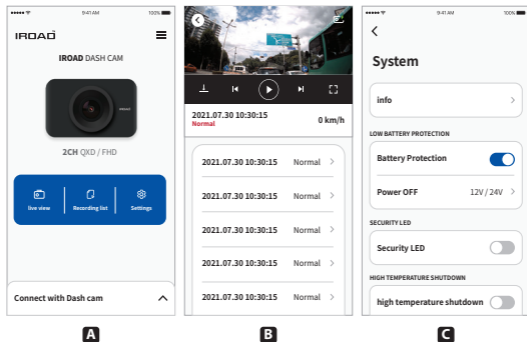 9:41 AM 100%
IROAD
IROAD DASH CAM
IROAD
2CH QXD / FHD
live view Recording list Settings
Connect with Dash cam
A
2021.07.30 10:30:15
Normal
0 km/h
2021.07.30 10:30:15 Normal
2021.07.30 10:30:15 Normal
2021.07.30 10:30:15 Normal
2021.07.30 10:30:15 Normal
2021.07.30 10:30:15 Normal
B
9:41 AM 100%
System
info
LOW BATTERY PROTECTION
Battery Protection
Power OFF 12V / 24V
SECURITY LED
Security LED
HIGH TEMPERATURE SHUTDOWN
high temperature shutdown
C